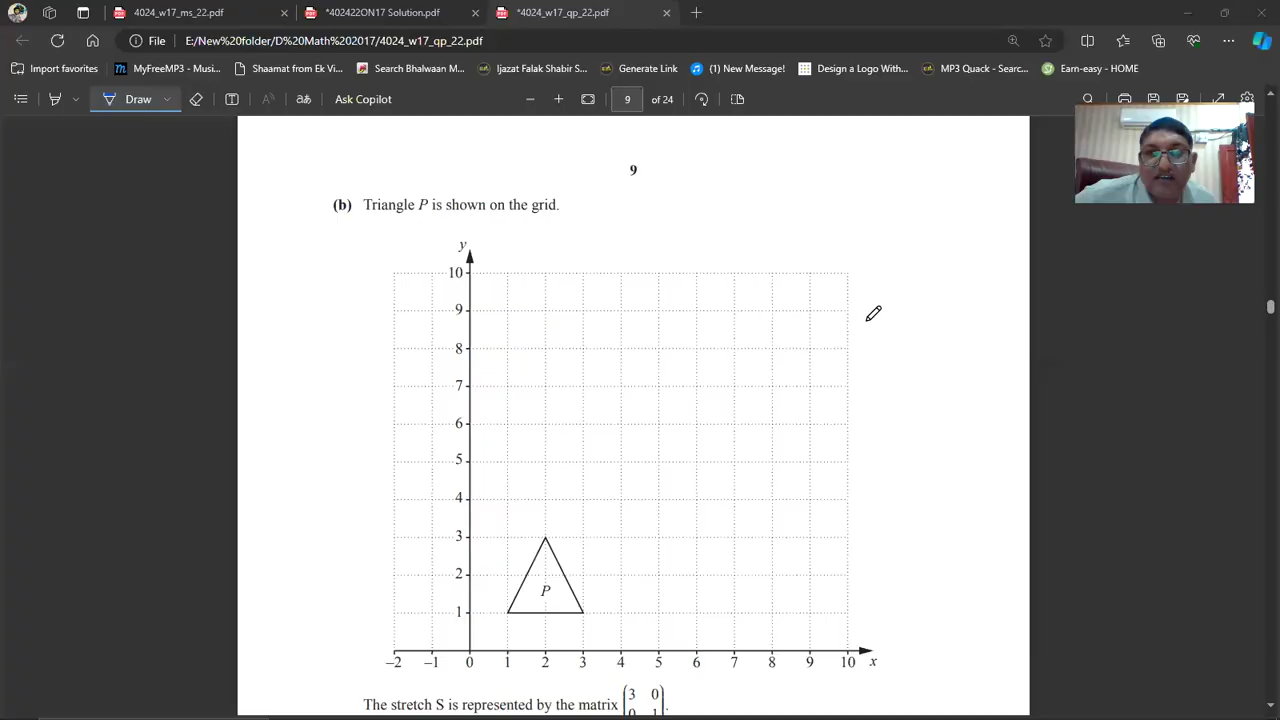 4024_w17_ms_22.pdf
*402422ON17 Solution.pdf
*4024_w17_qp_22.pdf
File
E:/New%20folder/D%20Math%202017/4024_w17_qp_22.pdf
Import favorites
MyFreeMP3 - Musi...
Shaamat from Ek Vi...
Search Bhalwaan M...
Ijazat Falak Shabir S...
Generate Link
(1) New Message!
Design a Logo With...
MP3 Quack - Searc...
Earn-easy - HOME
Draw
Ask Copilot
9 of 24
9
(b) Triangle P is shown on the grid.
y
10
9
8
7
6
5
4
3
2
P
1
–2 –1 0 1 2 3 4 5 6 7 8 9 10 x
The stretch S is represented by the matrix (3 0
0 1).